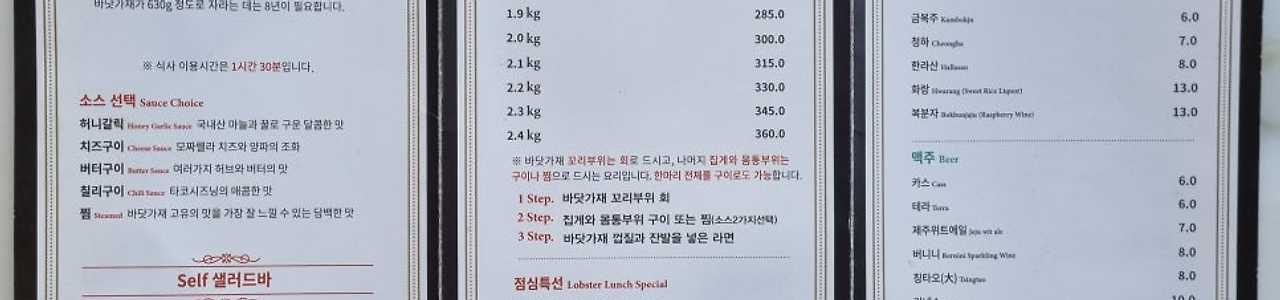 바닷가재가 630g 정도로 자라는 데는 8년이 필요합니다.
※ 식사 이용시간은 1시간 30분입니다.
소스 선택 Sauce Choice
허니갈릭 Honey Garlic Sauce 국내산 마늘과 꿀로 구운 달콤한 맛
치즈구이 Cheese Sauce 모짜렐라 치즈와 양파의 조화
버터구이 Butter Sauce 여러가지 허브와 버터의 맛
칠리구이 Chili Sauce 타코시즈닝의 매콤한 맛
찜 Steamed 바닷가재 고유의 맛을 가장 잘 느낄 수 있는 담백한 맛
Self 샐러드바
1.9 kg 285.0
2.0 kg 300.0
2.1 kg 315.0
2.2 kg 330.0
2.3 kg 345.0
2.4 kg 360.0
※ 바닷가재 꼬리부위는 회로 드시고, 나머지 집게와 몸통부위는
구이나 찜으로 드시는 요리입니다. 한마리 전체를 구이로도 가능합니다.
1 Step. 바닷가재 꼬리부위 회
2 Step. 집게와 몸통부위 구이 또는 찜(소스2가지선택)
3 Step. 바닷가재 껍질과 잔발을 넣은 라면
점심특선 Lobster Lunch Special
금복주 Kumbokju 6.0
청하 Cheongha 7.0
한라산 Hallasan 8.0
화랑 Hwarang (Sweet Rice Liquor) 13.0
복분자 Bokbunjaju (Raspberry Wine) 13.0
맥주 Beer
카스 Cass 6.0
테라 Terra 6.0
제주위트에일 Jeju wit ale 7.0
버니니 Bernini Sparkling Wine 8.0
칭타오(大) Tsingtao 8.0